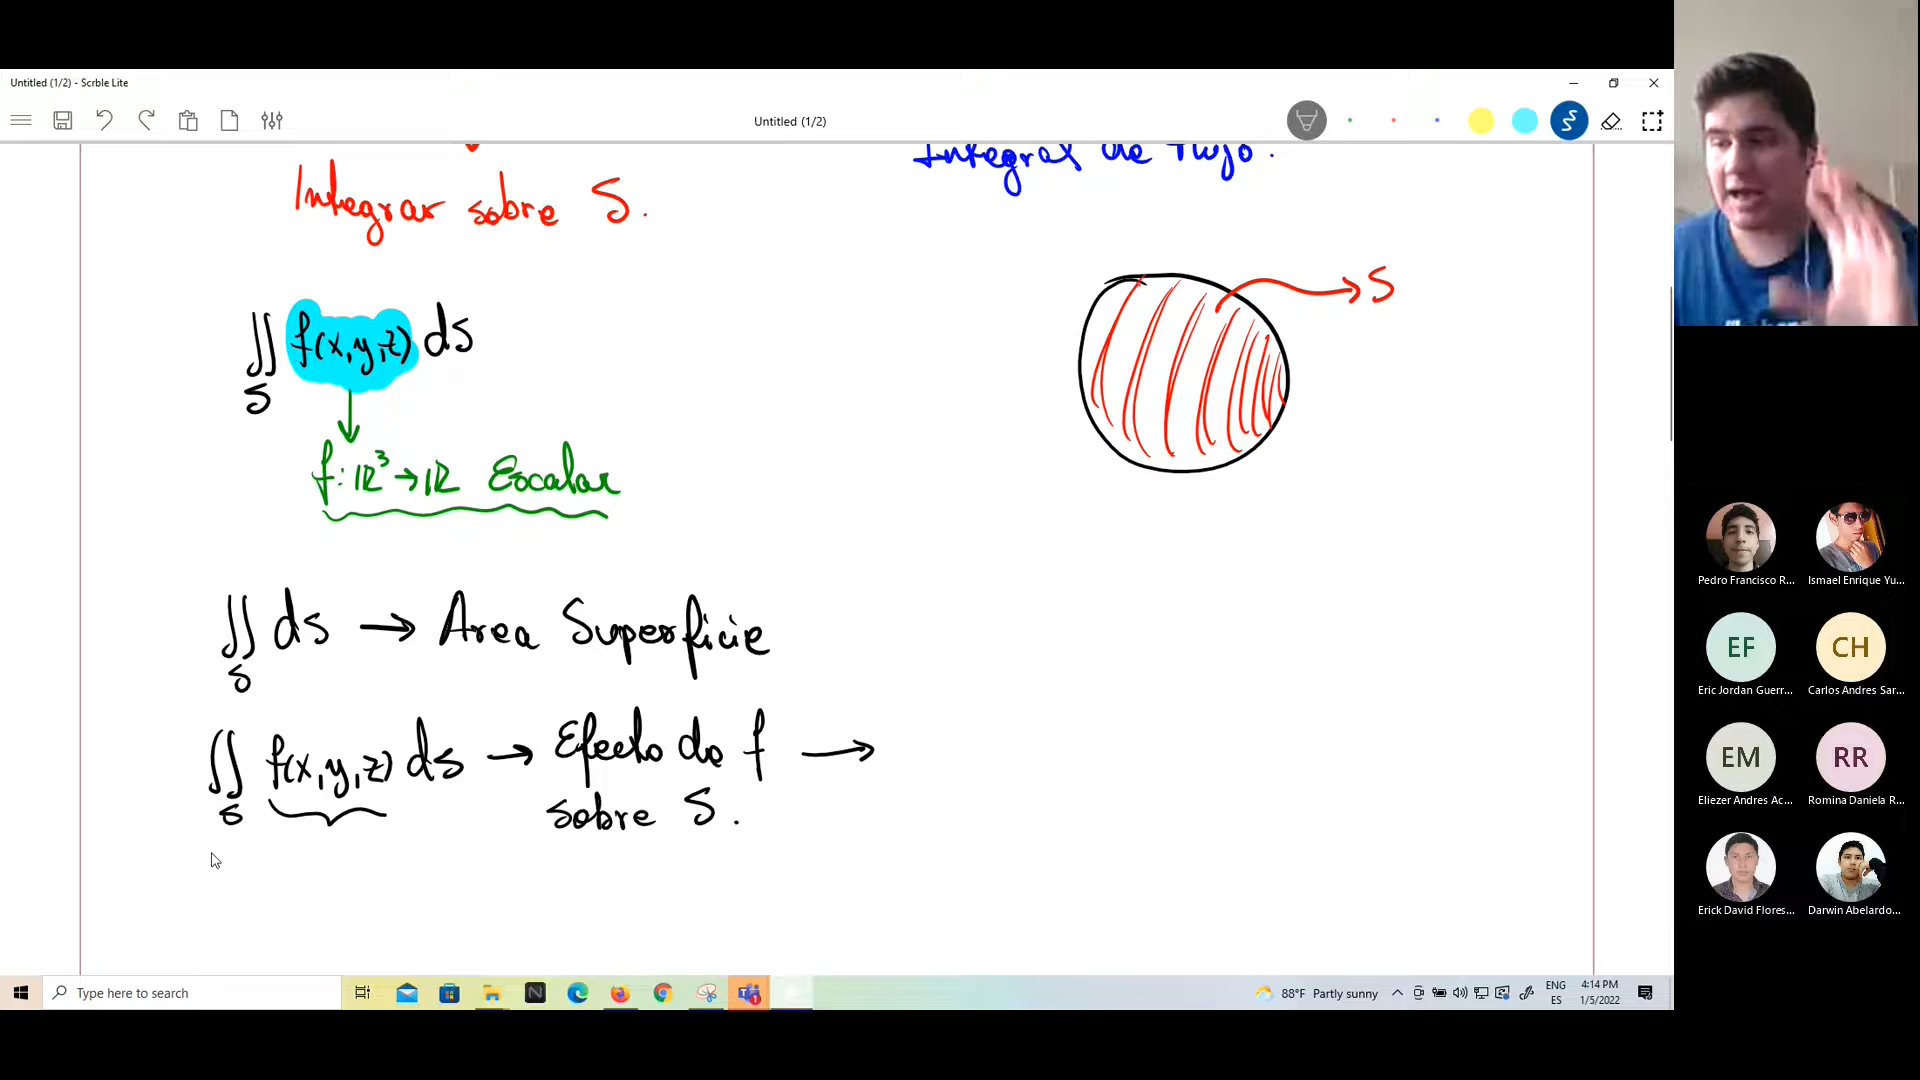 Untitled (1/2) - Scrble Lite
Untitled (1/2)
Integral de flujo.
Integrar sobre S.
S
∬ f(x,y,z) ds
S
f: ℝ³ → ℝ Escalar
∬ ds → Area Superficie
S
∬ f(x,y,z) ds → Efecto de f →
S sobre S.
Pedro Francisco R...
Ismael Enrique Yu...
EF
CH
Eric Jordan Guerr...
Carlos Andres Sar...
EM
RR
Eliezer Andres Ac...
Romina Daniela R...
Erick David Flores...
Darwin Abelardo...
Type here to search
88°F Partly sunny
ENG
ES
4:14 PM
1/5/2022